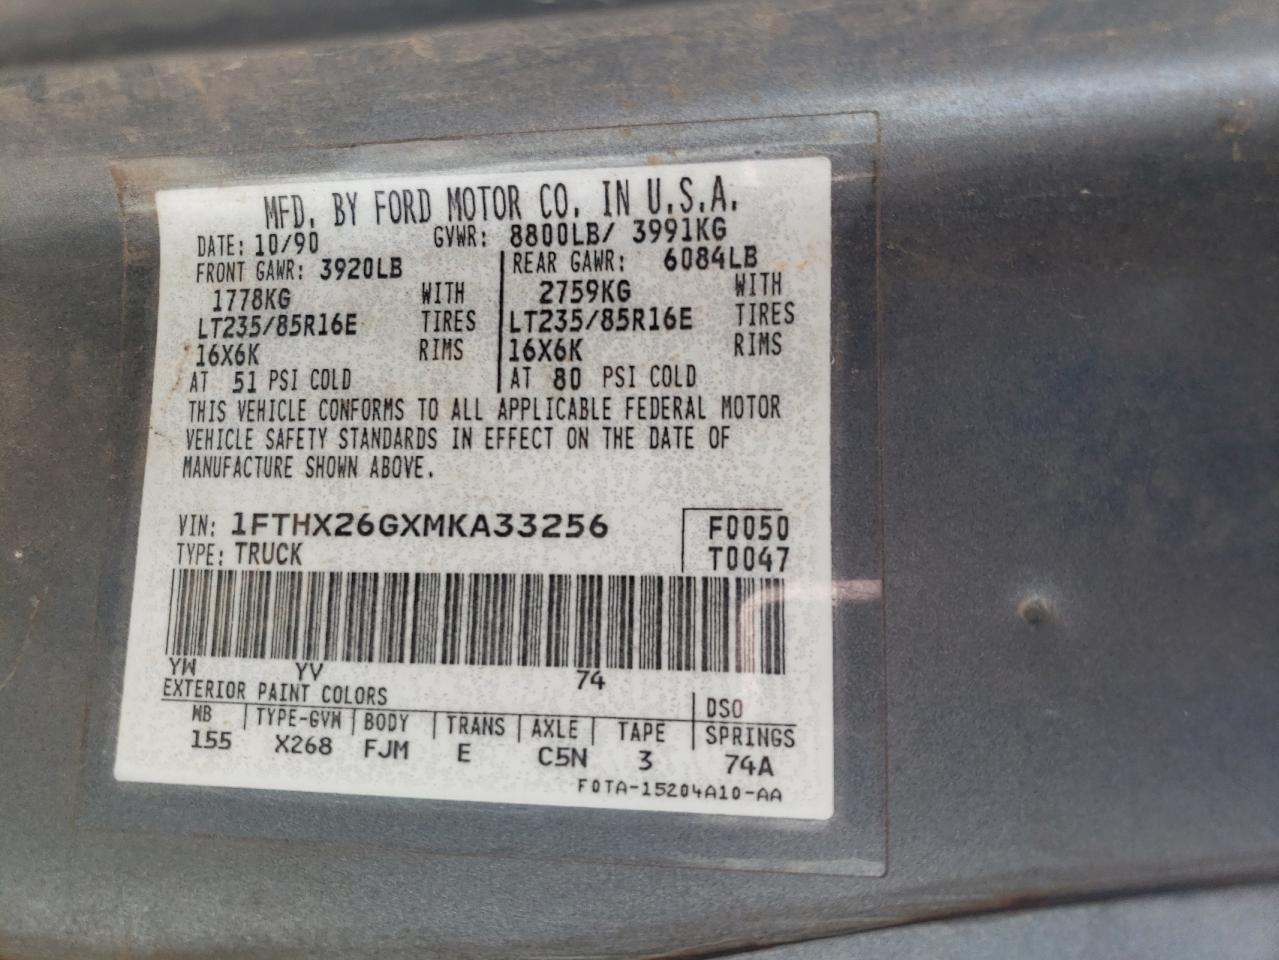 MFD. BY FORD MOTOR CO. IN U.S.A.
DATE: 10/90 GVWR: 8800LB/ 3991KG
FRONT GAWR: 3920LB REAR GAWR: 6084LB
1778KG WITH 2759KG WITH
LT235/85R16E TIRES LT235/85R16E TIRES
16X6K RIMS 16X6K RIMS
AT 51 PSI COLD AT 80 PSI COLD
THIS VEHICLE CONFORMS TO ALL APPLICABLE FEDERAL MOTOR
VEHICLE SAFETY STANDARDS IN EFFECT ON THE DATE OF
MANUFACTURE SHOWN ABOVE.
VIN: 1FTHX26GXMKA33256 F0050
TYPE: TRUCK T0047
YW YV 74
EXTERIOR PAINT COLORS DSO
WB TYPE-GVW BODY TRANS AXLE TAPE SPRINGS
155 X268 FJM E C5N 3 74A
F0TA-15204A10-AA